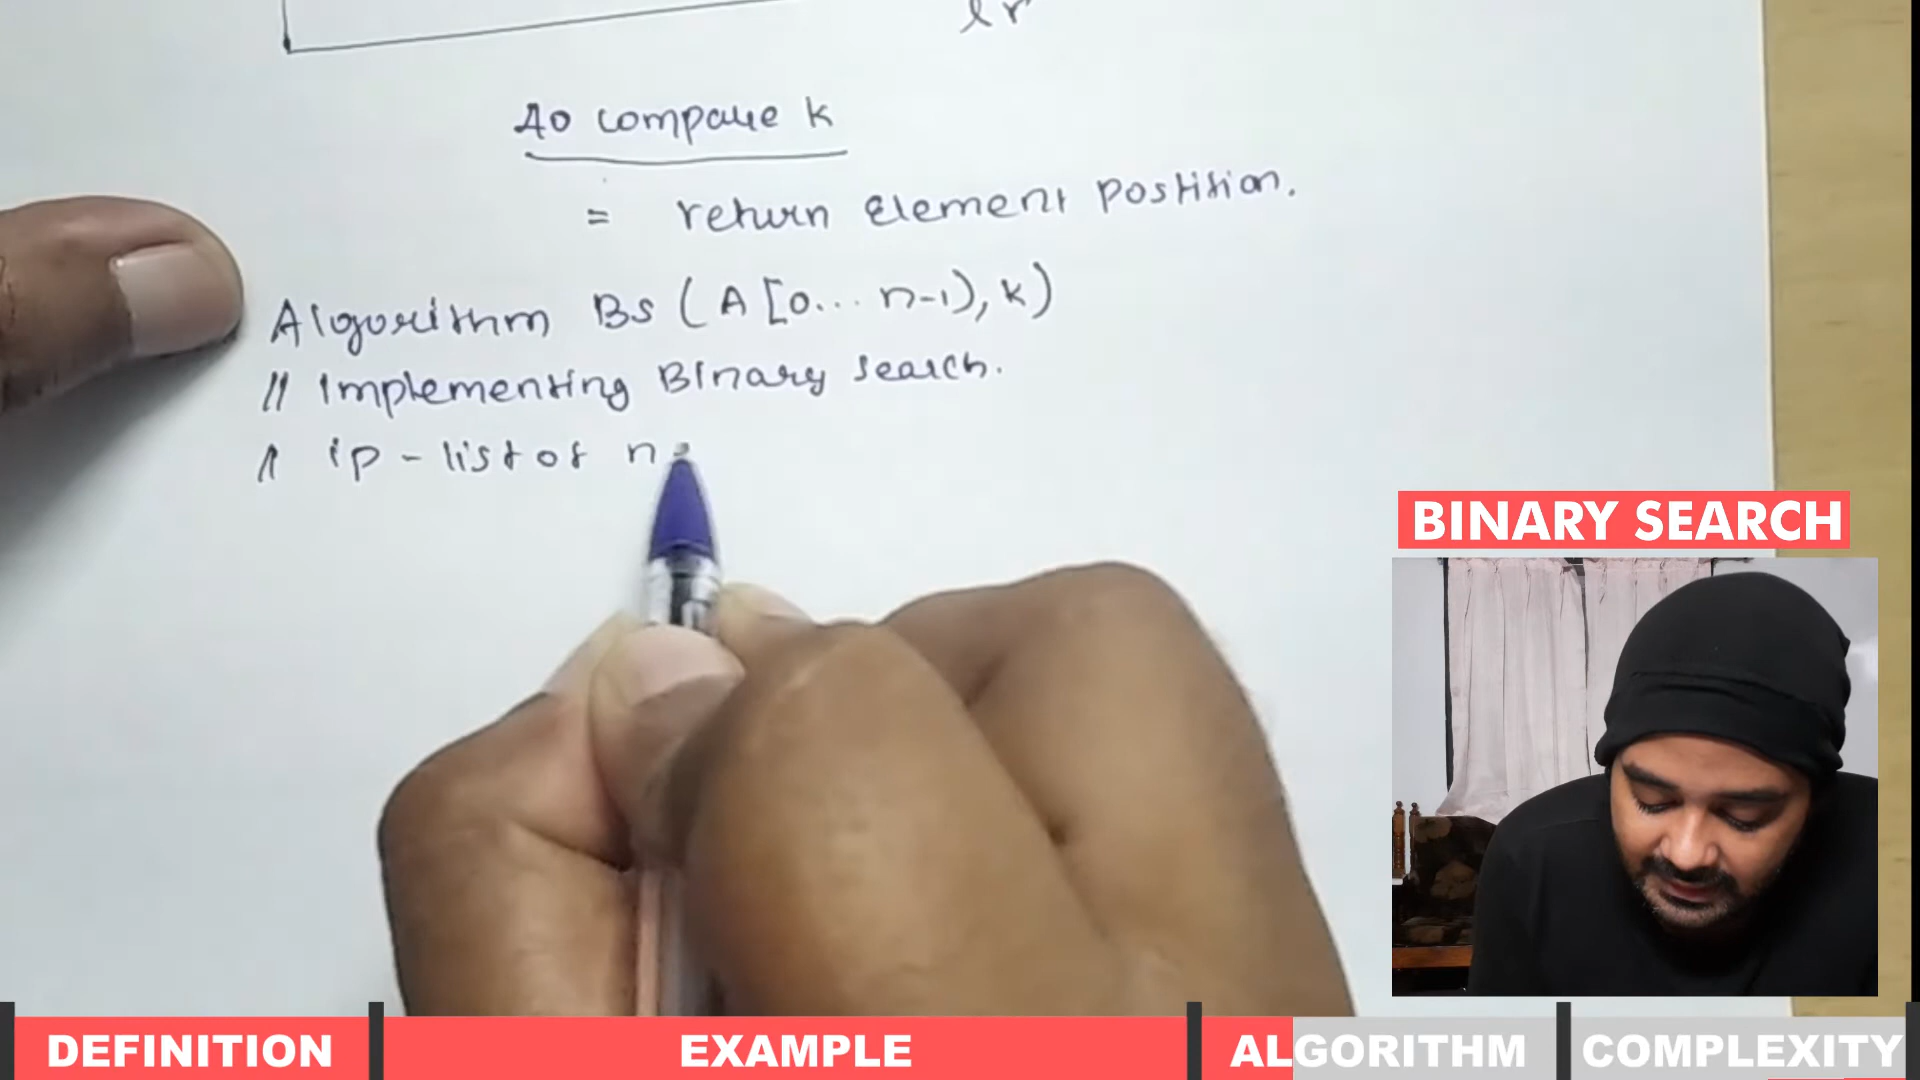 l r
to compare k
= return Element Postition.
Algorithm BS ( A [0... n-1), k)
// Implementing Binary Search.
// ip - list of n
BINARY SEARCH
DEFINITION EXAMPLE ALGORITHM COMPLEXITY